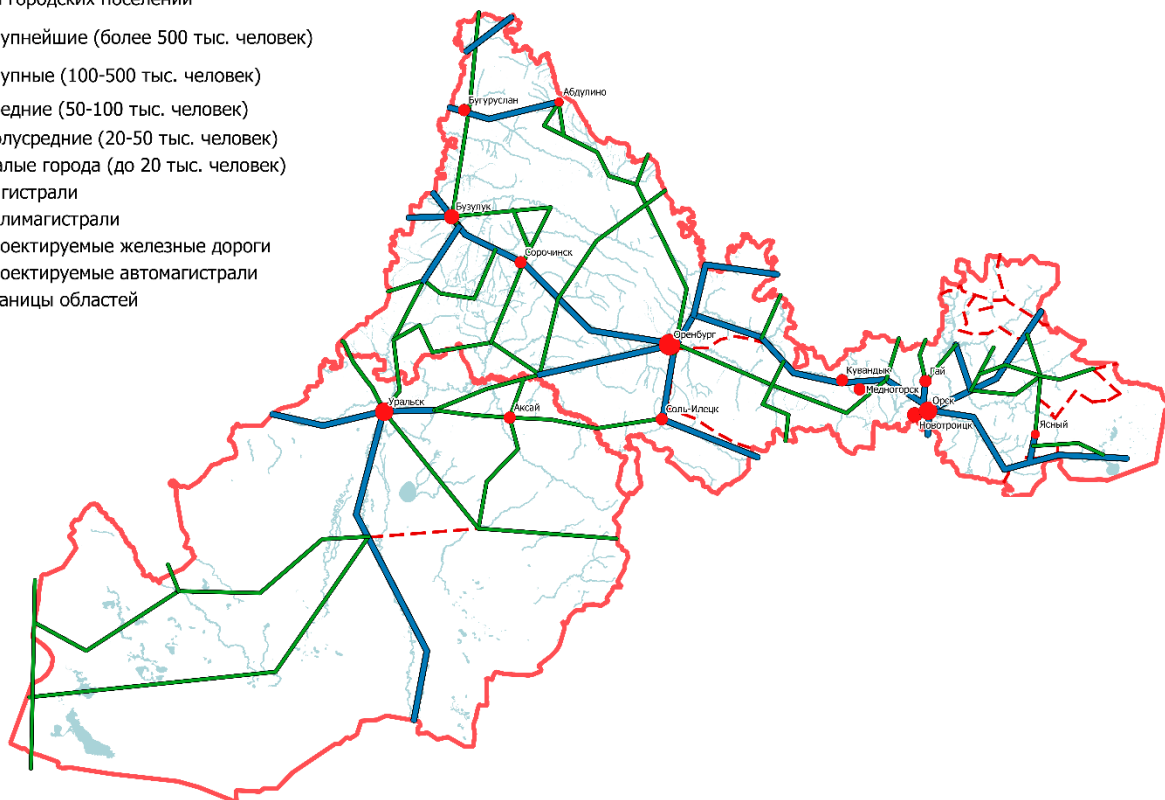 городских поселений
упнейшие (более 500 тыс. человек)
упные (100-500 тыс. человек)
едние (50-100 тыс. человек)
олусредние (20-50 тыс. человек)
алые города (до 20 тыс. человек)
гистрали
лимагистрали
оектируемые железные дороги
оектируемые автомагистрали
аницы областей
Абдулино
Бугуруслан
Бузулук
Сорочинск
Оренбург
Кувандык
Гай
Медногорск
Орск
Новотроицк
Ясный
Уральск
Аксай
Соль-Илецк